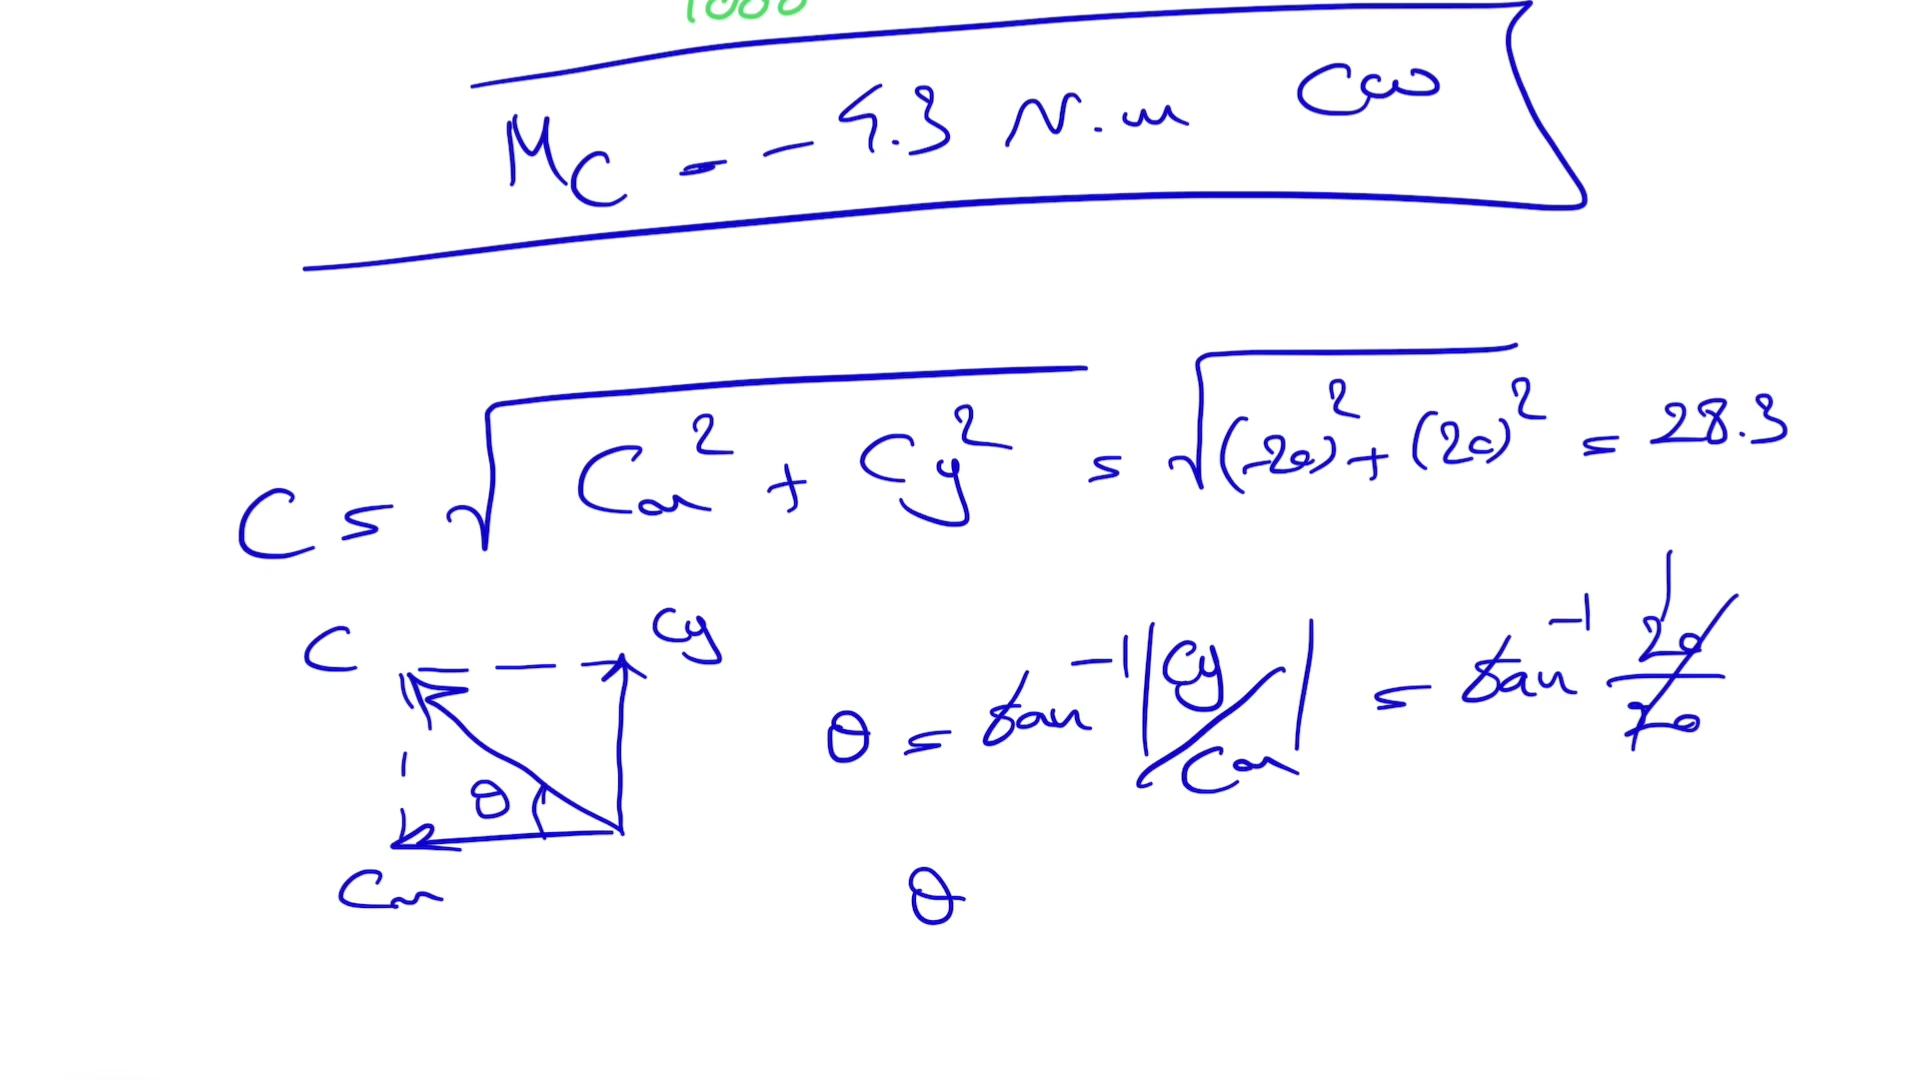 1000
M_C = - 4.3 N.m CW
C = √(Cx² + Cy²) = √((-20)² + (20)²) = 28.3
C Cy
θ = tan⁻¹ |Cy/Cx| = tan⁻¹ 20/20
θ
Cx
θ